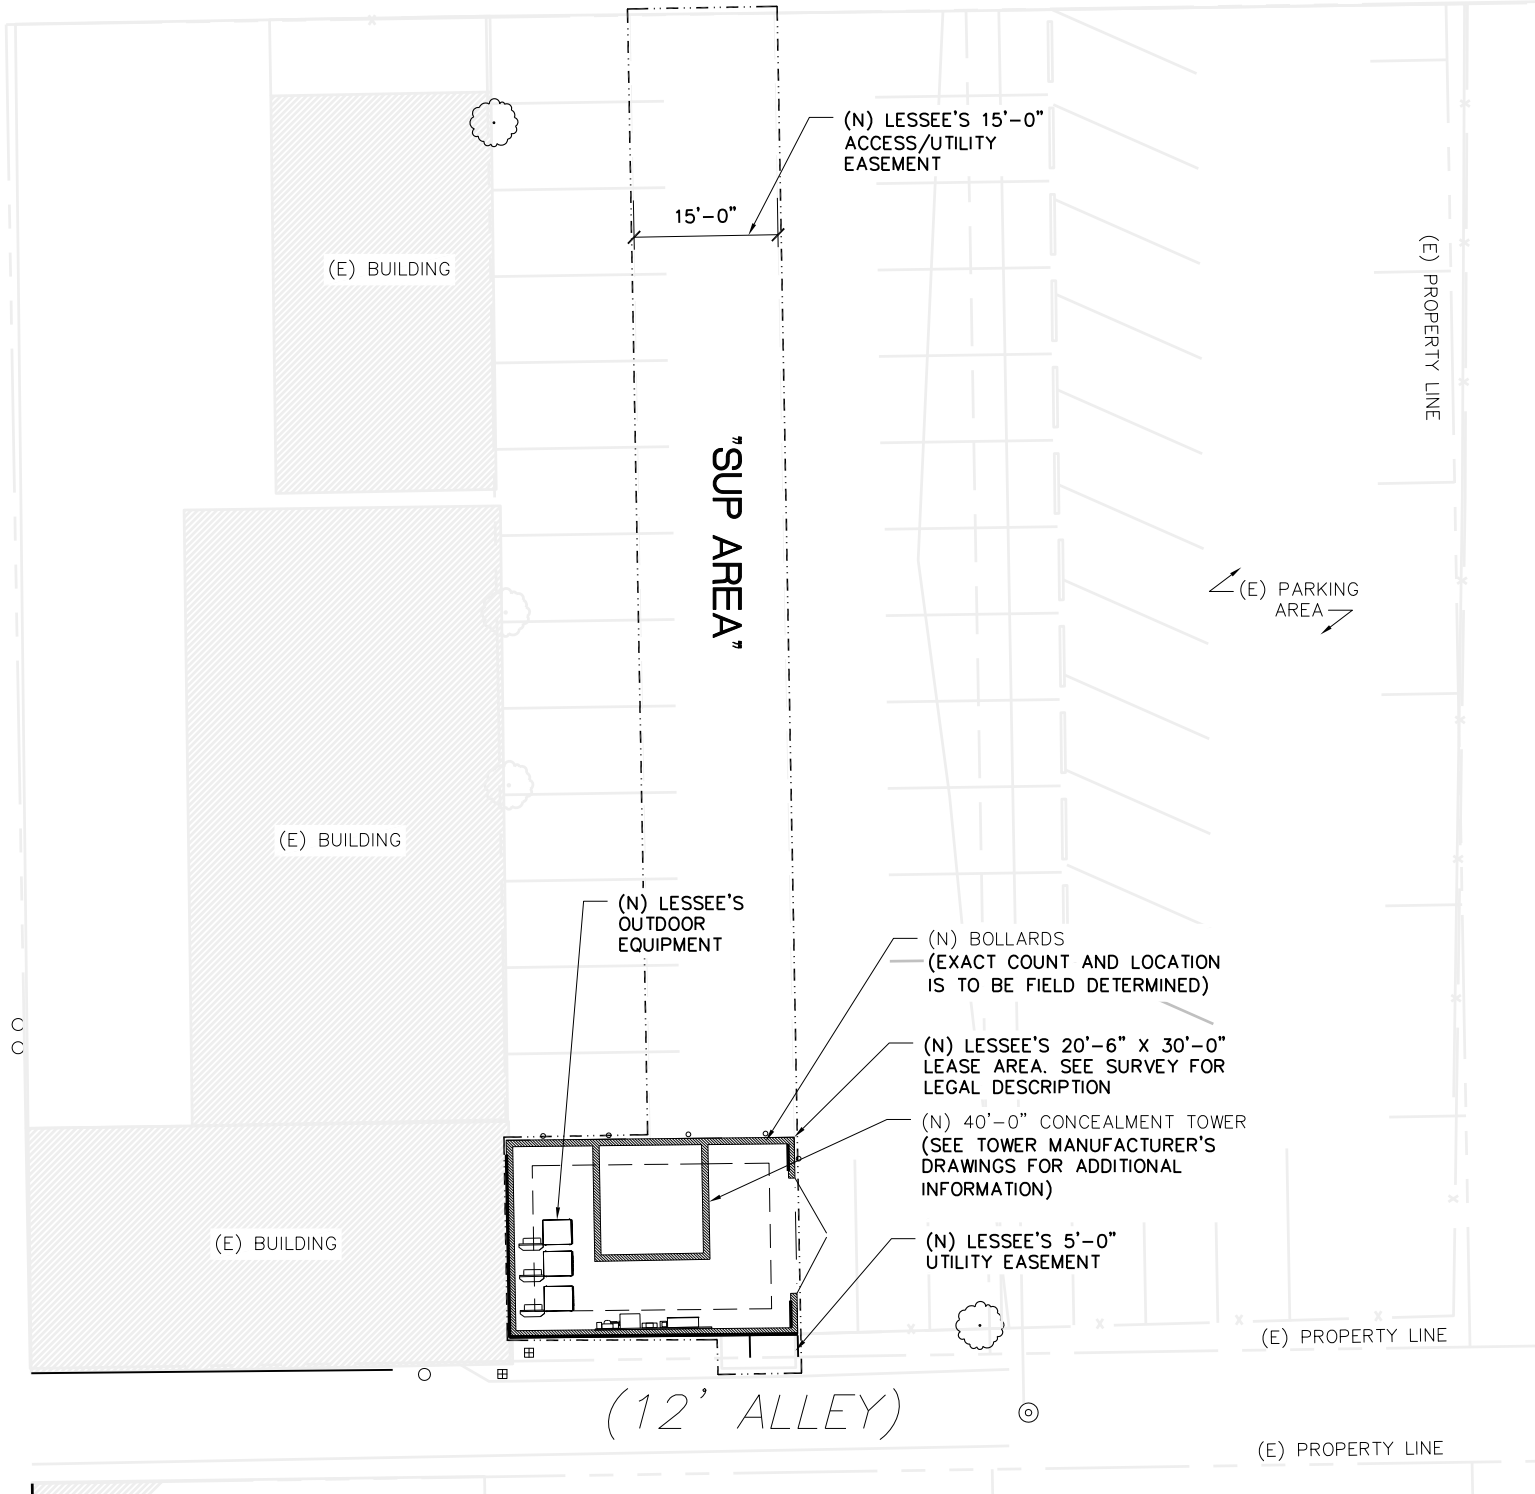 (N) LESSEE'S 15'-0"
ACCESS/UTILITY
EASEMENT
15'-0"
(E) BUILDING
(E) PROPERTY LINE
"SUP AREA"
(E) PARKING
AREA
(E) BUILDING
(N) LESSEE'S
OUTDOOR
EQUIPMENT
(N) BOLLARDS
(EXACT COUNT AND LOCATION
IS TO BE FIELD DETERMINED)
(N) LESSEE'S 20'-6" X 30'-0"
LEASE AREA. SEE SURVEY FOR
LEGAL DESCRIPTION
(N) 40'-0" CONCEALMENT TOWER
(SEE TOWER MANUFACTURER'S
DRAWINGS FOR ADDITIONAL
INFORMATION)
(E) BUILDING
(N) LESSEE'S 5'-0"
UTILITY EASEMENT
(E) PROPERTY LINE
(12' ALLEY)
(E) PROPERTY LINE